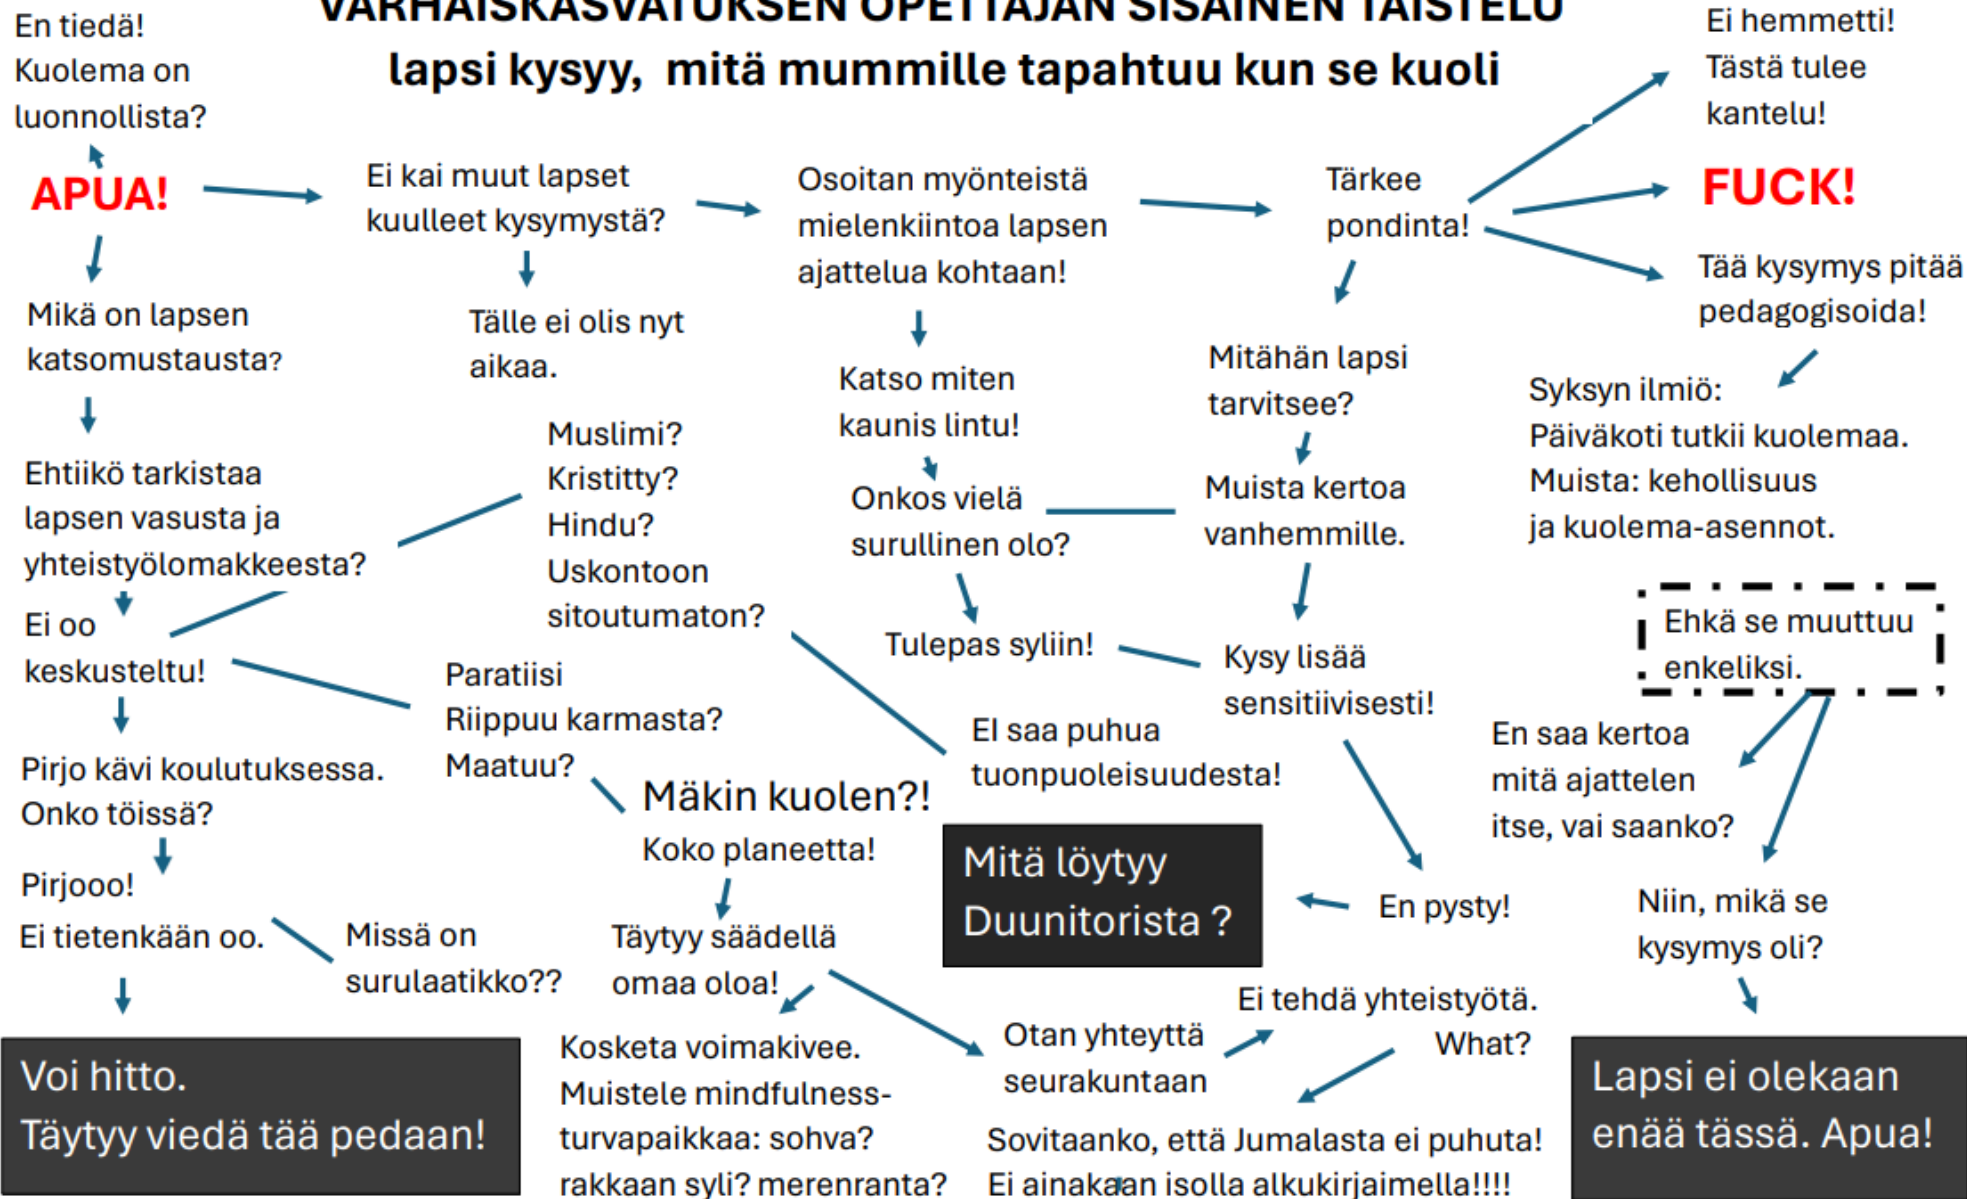 VARHAISKASVATUKSEN OPETTAJAN SISÄINEN TAISTELU
lapsi kysyy, mitä mummille tapahtuu kun se kuoli
En tiedä!
Kuolema on
luonnollista?
APUA!
Ei kai muut lapset
kuulleet kysymystä?
Osoitan myönteistä
mielenkiintoa lapsen
ajattelua kohtaan!
Tärkee
pondinta!
Ei hemmetti!
Tästä tulee
kantelu!
FUCK!
Tää kysymys pitää
pedagogisoida!
Mikä on lapsen
katsomustausta?
Tälle ei olis nyt
aikaa.
Katso miten
kaunis lintu!
Mitähän lapsi
tarvitsee?
Syksyn ilmiö:
Päiväkoti tutkii kuolemaa.
Muista: kehollisuus
ja kuolema-asennot.
Ehtiikö tarkistaa
lapsen vasusta ja
yhteistyölomakkeesta?
Muslimi?
Kristitty?
Hindu?
Uskontoon
sitoutumaton?
Onkos vielä
surullinen olo?
Muista kertoa
vanhemmille.
Ei oo
keskusteltu!
Tulepas syliin!
Kysy lisää
sensitiivisesti!
Ehkä se muuttuu
enkeliksi.
Paratiisi
Riippuu karmasta?
Maatuu?
EI saa puhua
tuonpuoleisuudesta!
En saa kertoa
mitä ajattelen
itse, vai saanko?
Pirjo kävi koulutuksessa.
Onko töissä?
Mäkin kuolen?!
Koko planeetta!
Mitä löytyy
Duunitorista ?
En pysty!
Niin, mikä se
kysymys oli?
Pirjooo!
Ei tietenkään oo.
Missä on
surulaatikko??
Täytyy säädellä
omaa oloa!
Ei tehdä yhteistyötä.
What?
Otan yhteyttä
seurakuntaan
Voi hitto.
Täytyy viedä tää pedaan!
Kosketa voimakivee.
Muistele mindfulness-
turvapaikkaa: sohva?
rakkaan syli? merenranta?
Sovitaanko, että Jumalasta ei puhuta!
Ei ainakaan isolla alkukirjaimella!!!!
Lapsi ei olekaan
enää tässä. Apua!